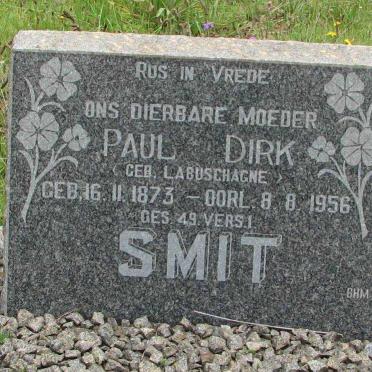 RUS IN VREDE
ONS DIERBARE MOEDER
PAUL DIRK
(GEB. LABUSCHAGNE)
GEB. 16. 11. 1873 - OORL. 8. 8. 1956
GES. 49 VERS. 1
SMIT
BHM